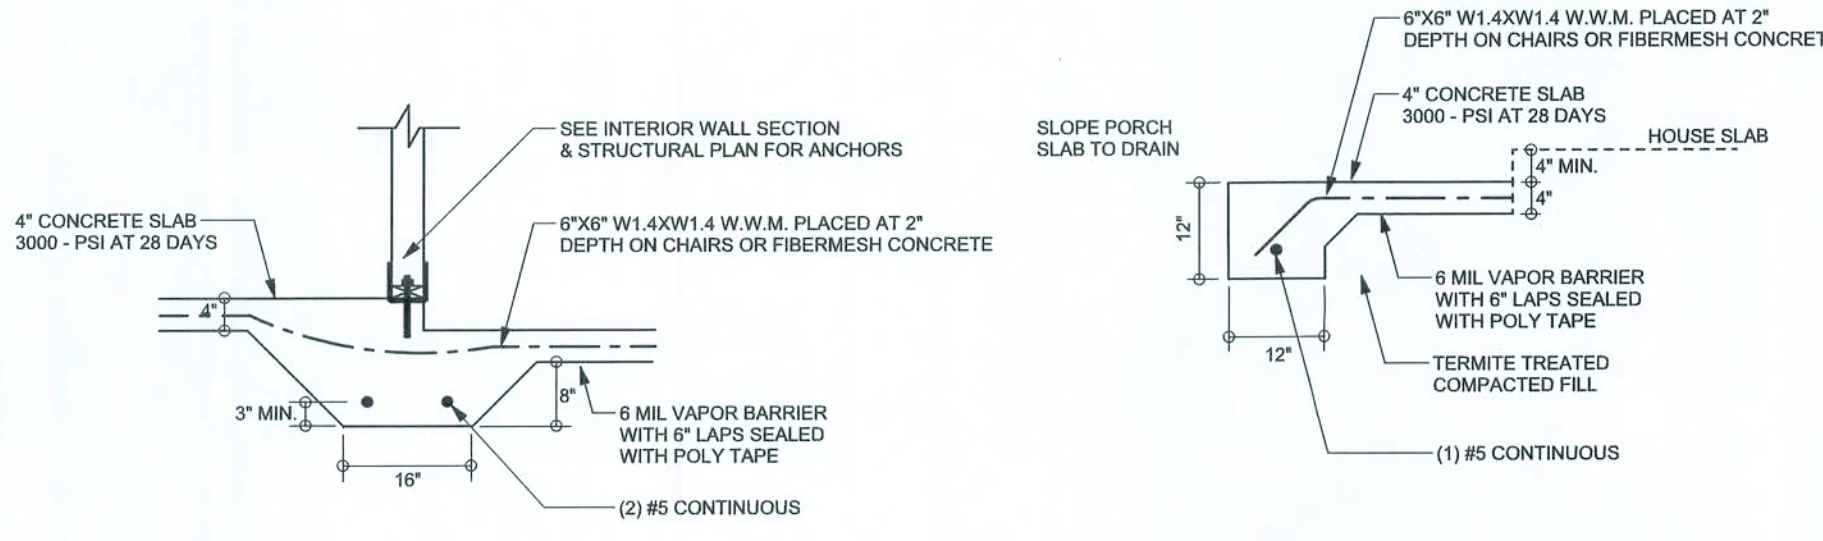 SEE INTERIOR WALL SECTION
& STRUCTURAL PLAN FOR ANCHORS
4" CONCRETE SLAB
3000 - PSI AT 28 DAYS
6"X6" W1.4XW1.4 W.W.M. PLACED AT 2"
DEPTH ON CHAIRS OR FIBERMESH CONCRETE
4"
3" MIN.
8"
16"
6 MIL VAPOR BARRIER
WITH 6" LAPS SEALED
WITH POLY TAPE
(2) #5 CONTINUOUS
6"X6" W1.4XW1.4 W.W.M. PLACED AT 2"
DEPTH ON CHAIRS OR FIBERMESH CONCRET
4" CONCRETE SLAB
3000 - PSI AT 28 DAYS
SLOPE PORCH
SLAB TO DRAIN
HOUSE SLAB
4" MIN.
4"
12"
12"
6 MIL VAPOR BARRIER
WITH 6" LAPS SEALED
WITH POLY TAPE
TERMITE TREATED
COMPACTED FILL
(1) #5 CONTINUOUS